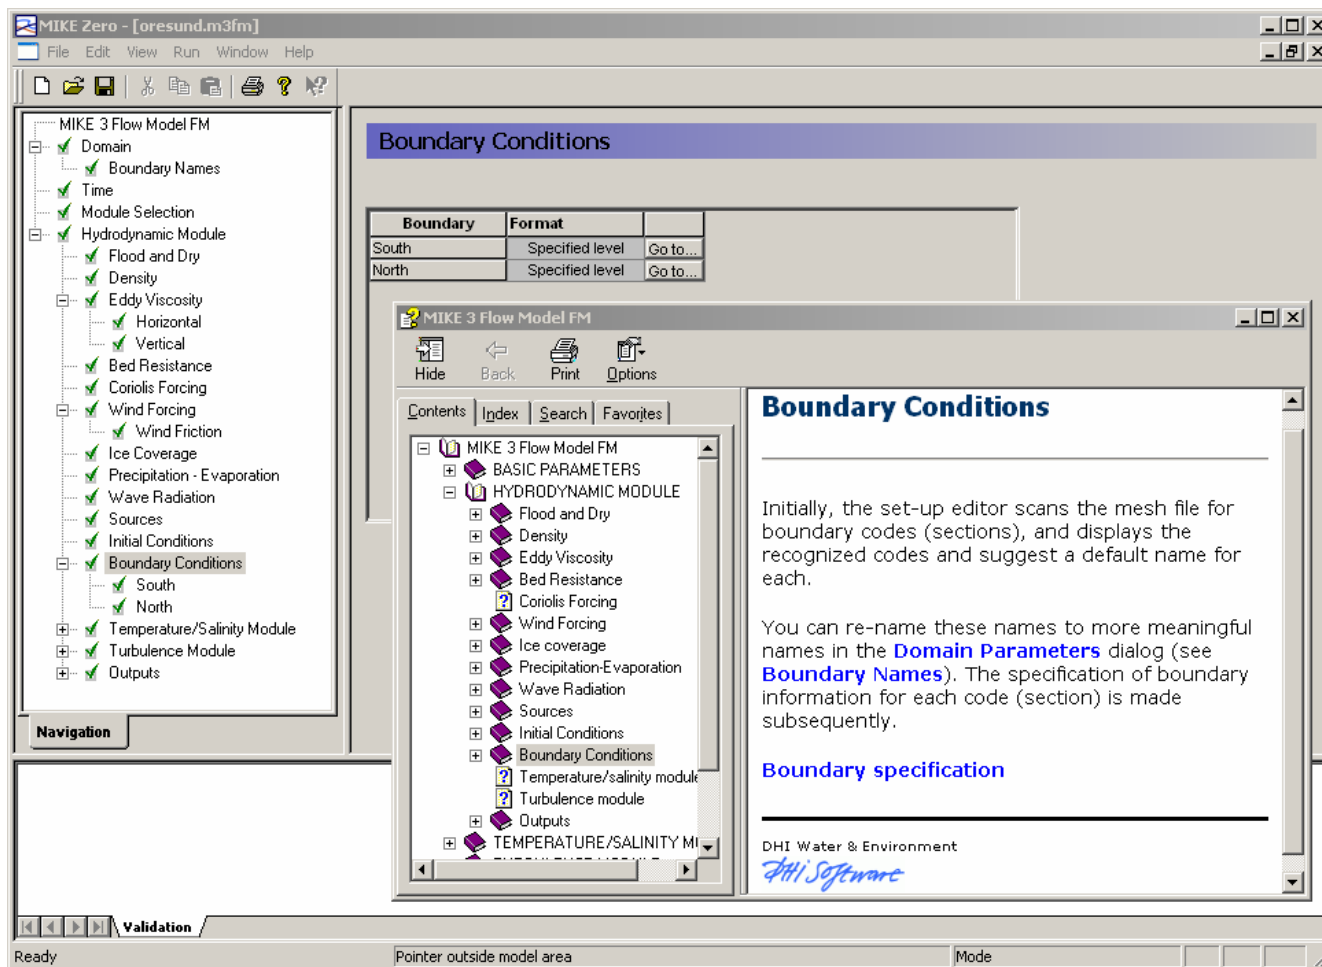 MIKE Zero - [oresund.m3fm]
File Edit View Run Window Help
MIKE 3 Flow Model FM
Domain
Boundary Names
Time
Module Selection
Hydrodynamic Module
Flood and Dry
Density
Eddy Viscosity
Horizontal
Vertical
Bed Resistance
Coriolis Forcing
Wind Forcing
Wind Friction
Ice Coverage
Precipitation - Evaporation
Wave Radiation
Sources
Initial Conditions
Boundary Conditions
South
North
Temperature/Salinity Module
Turbulence Module
Outputs
Navigation
Boundary Conditions
Boundary Format
South Specified level Go to...
North Specified level Go to...
MIKE 3 Flow Model FM
Hide Back Print Options
Contents Index Search Favorites
MIKE 3 Flow Model FM
BASIC PARAMETERS
HYDRODYNAMIC MODULE
Flood and Dry
Density
Eddy Viscosity
Bed Resistance
Coriolis Forcing
Wind Forcing
Ice coverage
Precipitation-Evaporation
Wave Radiation
Sources
Initial Conditions
Boundary Conditions
Temperature/salinity module
Turbulence module
Outputs
TEMPERATURE/SALINITY
Boundary Conditions
Initially, the set-up editor scans the mesh file for
boundary codes (sections), and displays the
recognized codes and suggest a default name for
each.
You can re-name these names to more meaningful
names in the Domain Parameters dialog (see
Boundary Names). The specification of boundary
information for each code (section) is made
subsequently.
Boundary specification
DHI Water & Environment
DHI Software
Validation
Ready
Pointer outside model area
Mode